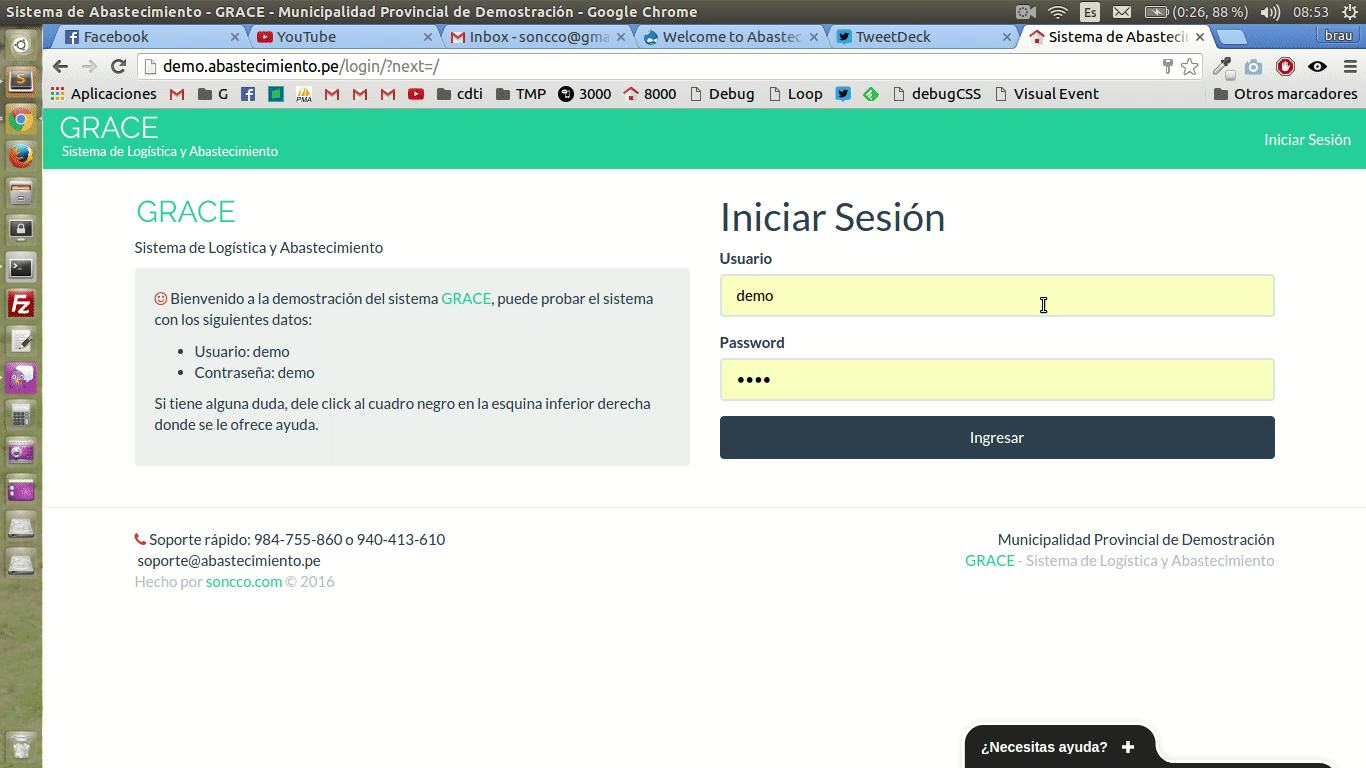 Sistema de Abastecimiento - GRACE - Municipalidad Provincial de Demostración - Google Chrome
Es (0:26, 88 %) 08:53
Facebook × YouTube × Inbox - soncco@gma × Welcome to Abastec × TweetDeck × Sistema de Abasteci × brau
demo.abastecimiento.pe/login/?next=/
Aplicaciones G PMA cdti TMP 3000 8000 Debug Loop debugCSS Visual Event Otros marcadores
GRACE
Sistema de Logística y Abastecimiento
Iniciar Sesión
GRACE
Sistema de Logística y Abastecimiento
Bienvenido a la demostración del sistema GRACE, puede probar el sistema
con los siguientes datos:
• Usuario: demo
• Contraseña: demo
Si tiene alguna duda, dele click al cuadro negro en la esquina inferior derecha
donde se le ofrece ayuda.
Iniciar Sesión
Usuario
demo
Password
••••
Ingresar
Soporte rápido: 984-755-860 o 940-413-610
soporte@abastecimiento.pe
Hecho por soncco.com © 2016
Municipalidad Provincial de Demostración
GRACE - Sistema de Logística y Abastecimiento
¿Necesitas ayuda? +